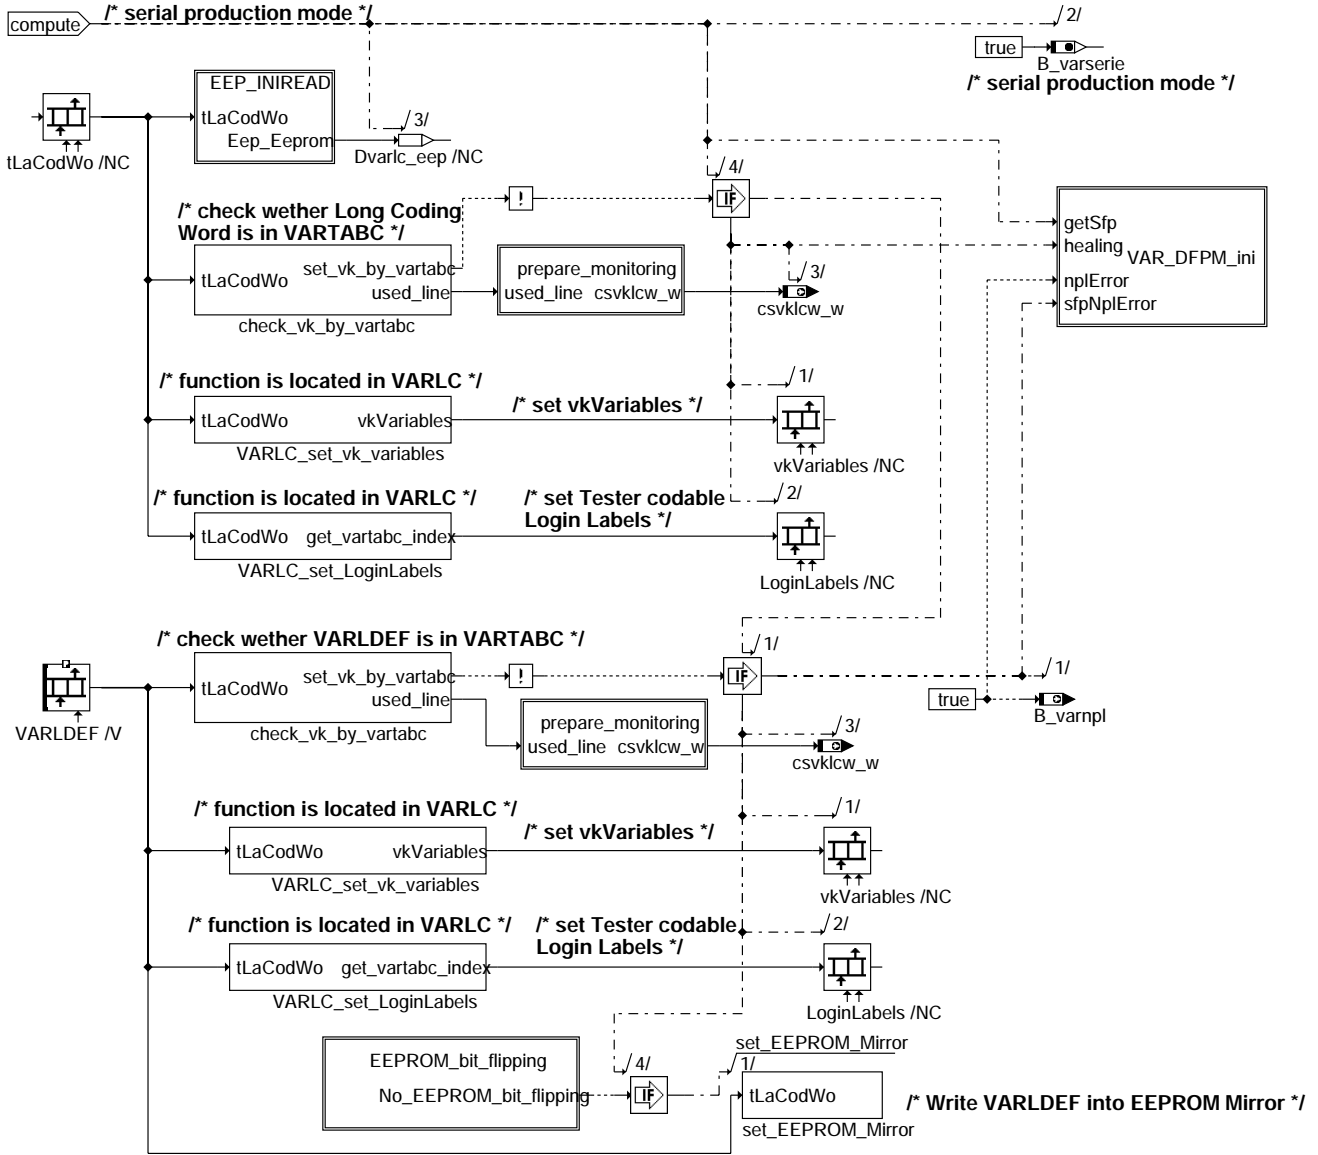 /* serial production mode */
compute
/2/
true
B_varserie
/* serial production mode */
EEP_INIREAD
tLaCodWo
Eep_Eeprom
/3/
Dvarlc_eep /NC
tLaCodWo /NC
/4/
IF
!
/* check wether Long Coding
Word is in VARTABC */
tLaCodWo
set_vk_by_vartabc
used_line
check_vk_by_vartabc
prepare_monitoring
used_line csvklcw_w
/3/
csvklcw_w
getSfp
healing
VAR_DFPM_ini
nplError
sfpNplError
/* function is located in VARLC */
tLaCodWo vkVariables
VARLC_set_vk_variables
/* set vkVariables */
/1/
vkVariables /NC
/* function is located in VARLC */
tLaCodWo get_vartabc_index
VARLC_set_LoginLabels
/* set Tester codable
Login Labels */
/2/
LoginLabels /NC
/* check wether VARLDEF is in VARTABC */
/1/
IF
!
tLaCodWo
set_vk_by_vartabc
used_line
check_vk_by_vartabc
VARLDEF /V
prepare_monitoring
used_line csvklcw_w
/3/
csvklcw_w
true
/1/
B_varnpl
/* function is located in VARLC */
tLaCodWo vkVariables
VARLC_set_vk_variables
/* set vkVariables */
/1/
vkVariables /NC
/* function is located in VARLC */
tLaCodWo get_vartabc_index
VARLC_set_LoginLabels
/* set Tester codable
Login Labels */
/2/
LoginLabels /NC
EEPROM_bit_flipping
No_EEPROM_bit_flipping
/4/
IF
set_EEPROM_Mirror
/1/
tLaCodWo
set_EEPROM_Mirror
/* Write VARLDEF into EEPROM Mirror */